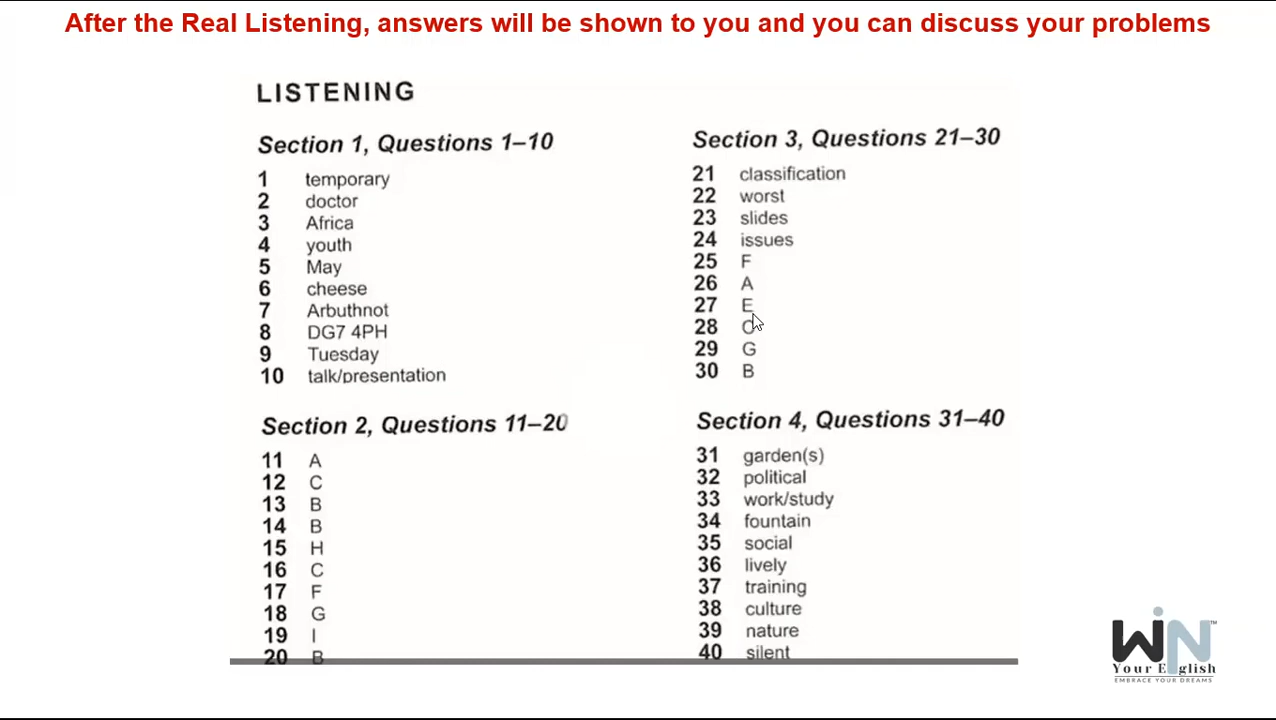 After the Real Listening, answers will be shown to you and you can discuss your problems
LISTENING
Section 1, Questions 1–10
1 temporary
2 doctor
3 Africa
4 youth
5 May
6 cheese
7 Arbuthnot
8 DG7 4PH
9 Tuesday
10 talk/presentation
Section 2, Questions 11–20
11 A
12 C
13 B
14 B
15 H
16 C
17 F
18 G
19 I
20 B
Section 3, Questions 21–30
21 classification
22 worst
23 slides
24 issues
25 F
26 A
27 E
28 C
29 G
30 B
Section 4, Questions 31–40
31 garden(s)
32 political
33 work/study
34 fountain
35 social
36 lively
37 training
38 culture
39 nature
40 silent
WIN™
Your English
EMBRACE YOUR DREAMS